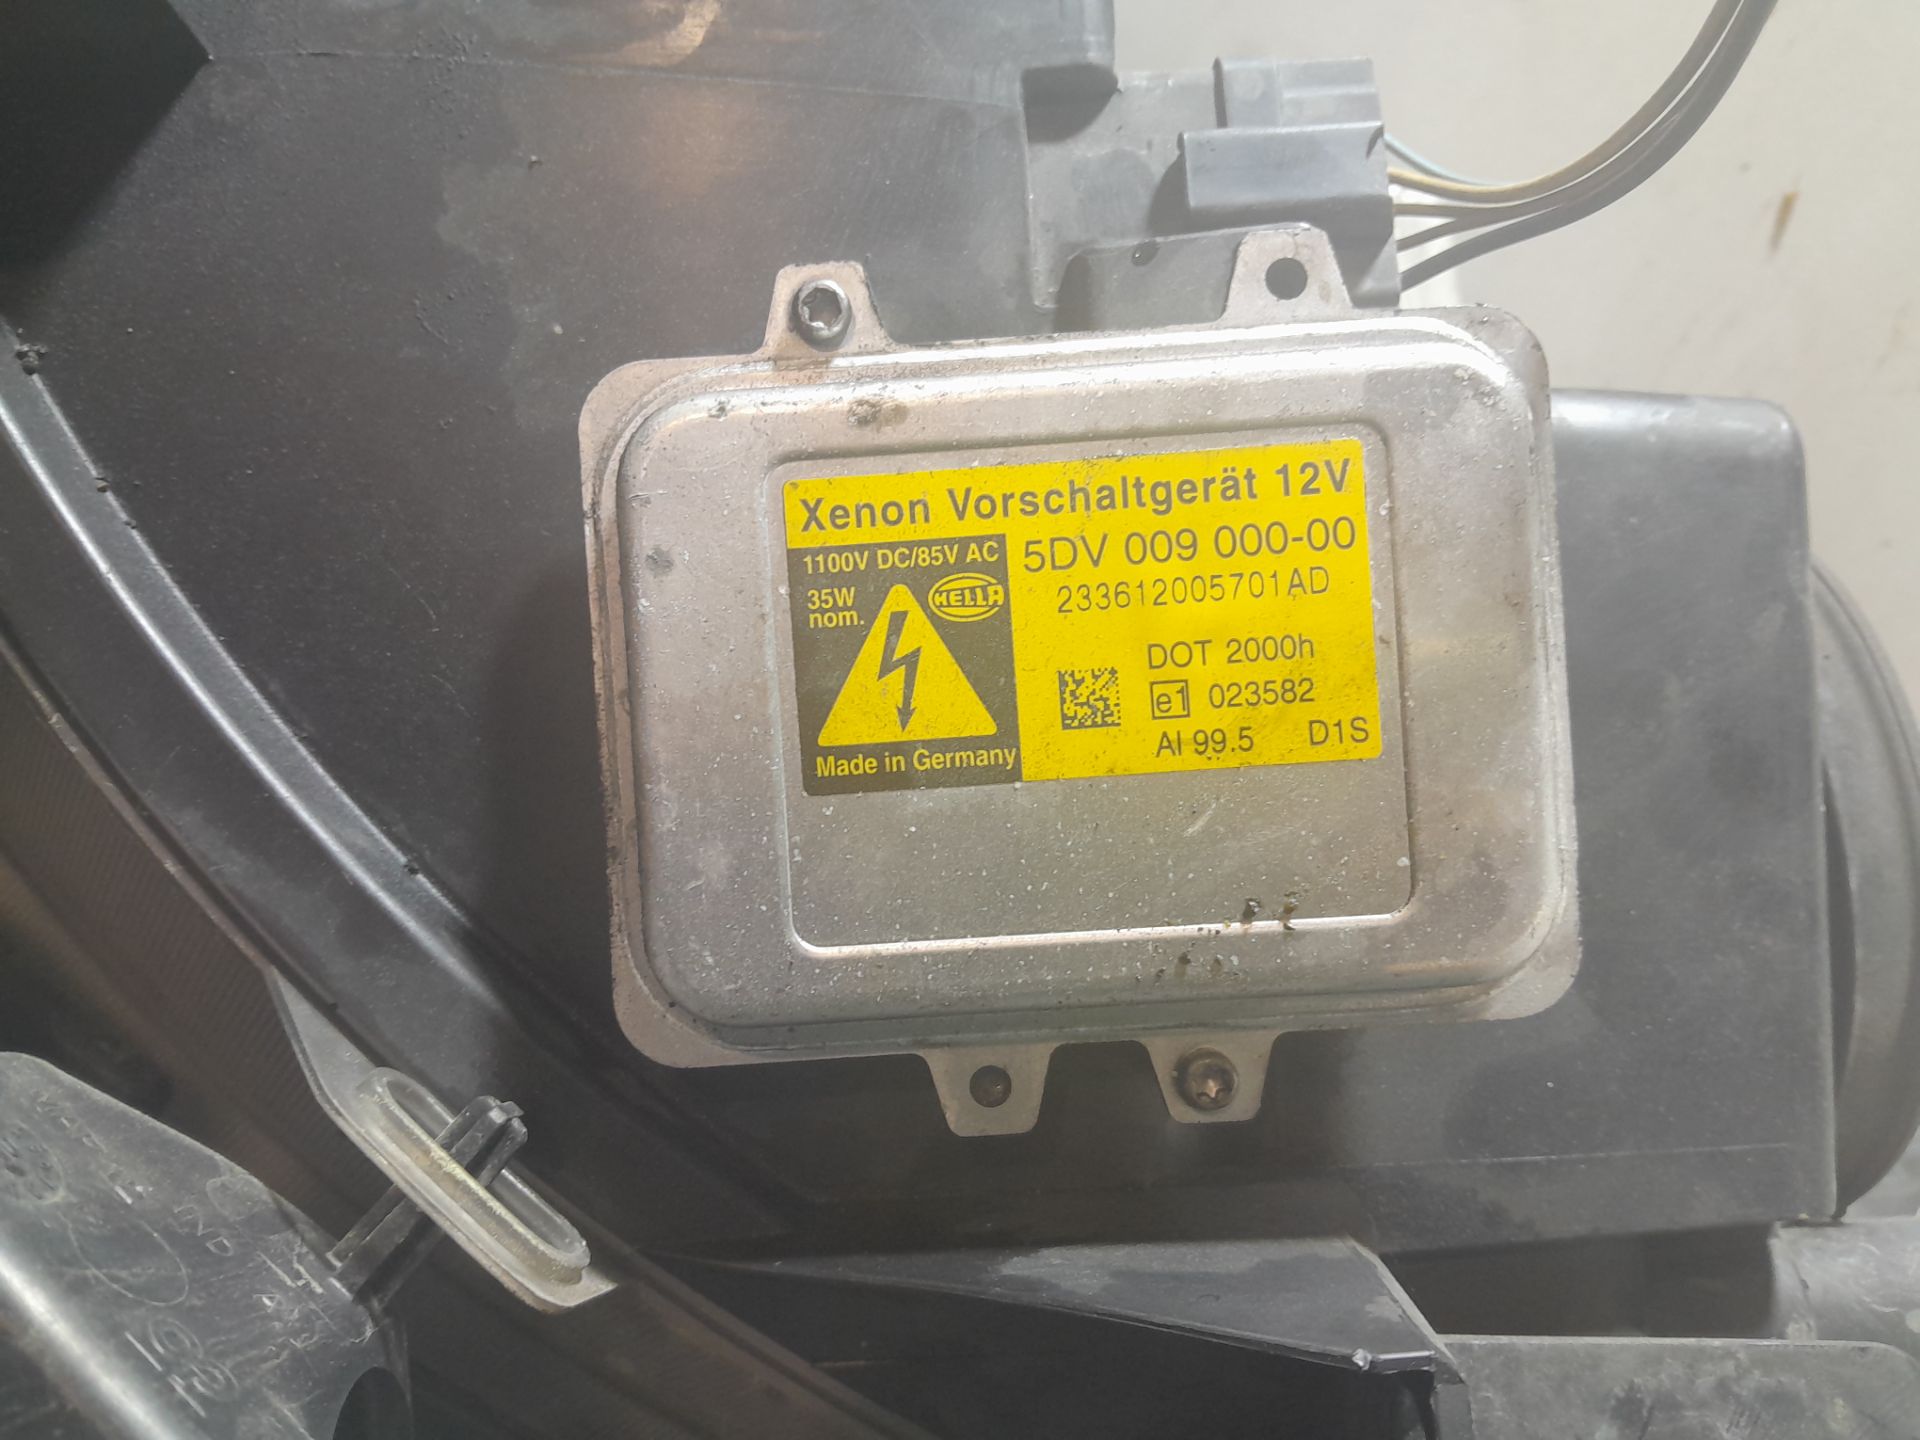 Xenon Vorschaltgerät 12V
1100V DC/85V AC
5DV 009 000-00
35W
nom.
HELLA
233612005701AD
DOT 2000h
e1 023582
Al 99.5 D1S
Made in Germany